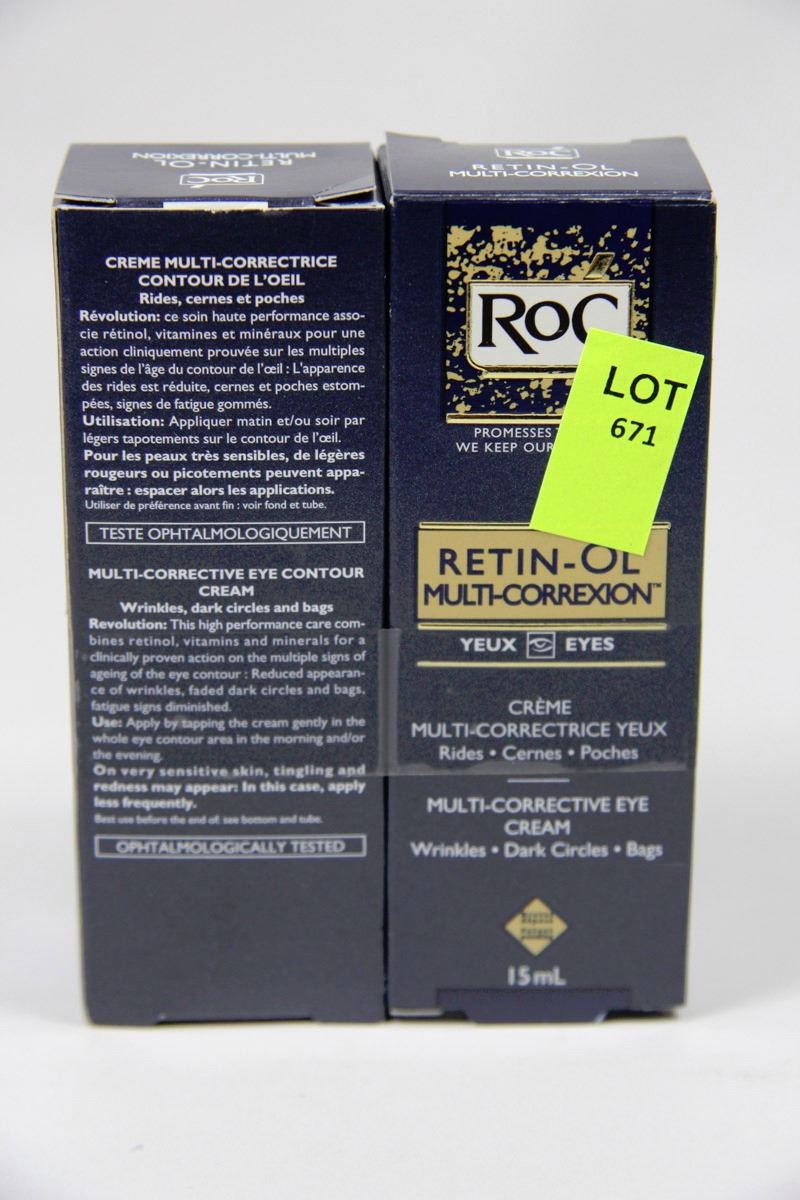 RETIN-OL
MULTI-CORREXION
RoC
CREME MULTI-CORRECTRICE
CONTOUR DE L'OEIL
Rides, cernes et poches
Révolution: ce soin haute performance asso-
cie rétinol, vitamines et minéraux pour une
action cliniquement prouvée sur les multiples
signes de l'âge du contour de l'œil : L'apparence
des rides est réduite, cernes et poches estom-
pées, signes de fatigue gommés.
Utilisation: Appliquer matin et/ou soir par
légers tapotements sur le contour de l'œil.
Pour les peaux très sensibles, de légères
rougeurs ou picotements peuvent appa-
raître : espacer alors les applications.
Utiliser de préférence avant fin : voir fond et tube.
TESTE OPHTALMOLOGIQUEMENT
MULTI-CORRECTIVE EYE CONTOUR
CREAM
Wrinkles, dark circles and bags
Revolution: This high performance care com-
bines retinol, vitamins and minerals for a
clinically proven action on the multiple signs of
ageing of the eye contour : Reduced appearan-
ce of wrinkles, faded dark circles and bags,
fatigue signs diminished.
Use: Apply by tapping the cream gently in the
whole eye contour area in the morning and/or
the evening.
On very sensitive skin, tingling and
redness may appear: In this case, apply
less frequently.
Best use before the end of: see bottom and tube.
OPHTALMOLOGICALLY TESTED
RoC
RETIN-OL
MULTI-CORREXION
RoC
LOT
671
PROMESSES
WE KEEP OUR
RETIN-OL
MULTI-CORREXION™
YEUX EYES
CRÈME
MULTI-CORRECTRICE YEUX
Rides • Cernes • Poches
MULTI-CORRECTIVE EYE
CREAM
Wrinkles • Dark Circles • Bags
15mL